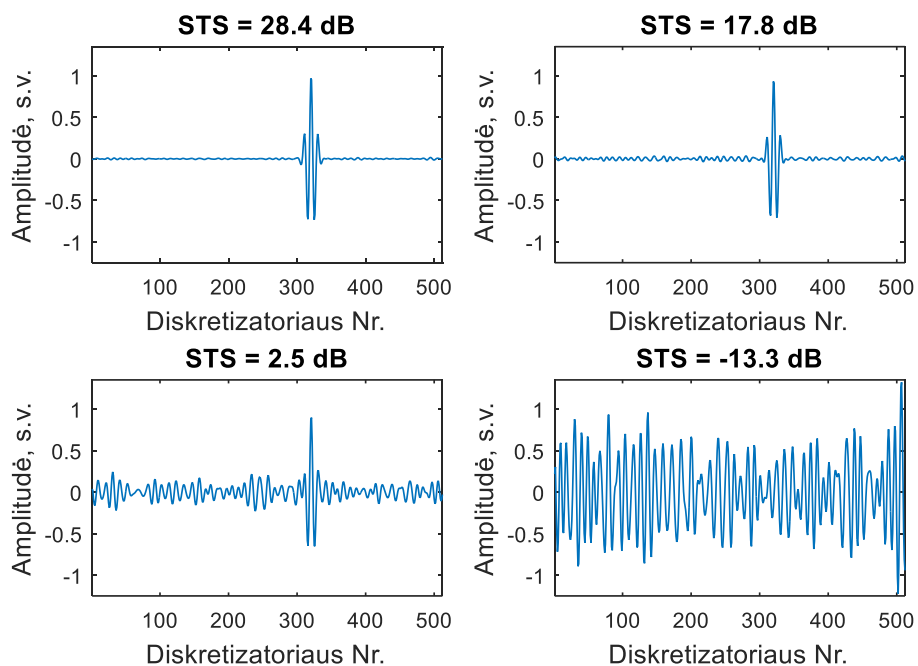 STS = 28.4 dB
Amplitudė, s.v.
1
0.5
0
-0.5
-1
100 200 300 400 500
Diskretizatoriaus Nr.
STS = 17.8 dB
Amplitudė, s.v.
1
0.5
0
-0.5
-1
100 200 300 400 500
Diskretizatoriaus Nr.
STS = 2.5 dB
Amplitudė, s.v.
1
0.5
0
-0.5
-1
100 200 300 400 500
Diskretizatoriaus Nr.
STS = -13.3 dB
Amplitudė, s.v.
1
0.5
0
-0.5
-1
100 200 300 400 500
Diskretizatoriaus Nr.